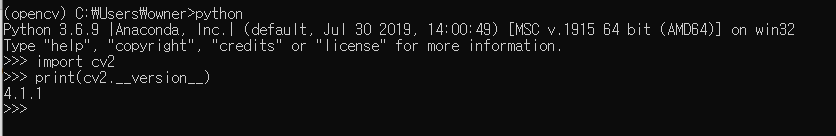 (opencv) C:₩Users₩owner>python
Python 3.6.9 |Anaconda, Inc.| (default, Jul 30 2019, 14:00:49) [MSC v.1915 64 bit (AMD64)] on win32
Type "help", "copyright", "credits" or "license" for more information.
>>> import cv2
>>> print(cv2.__version__)
4.1.1
>>>